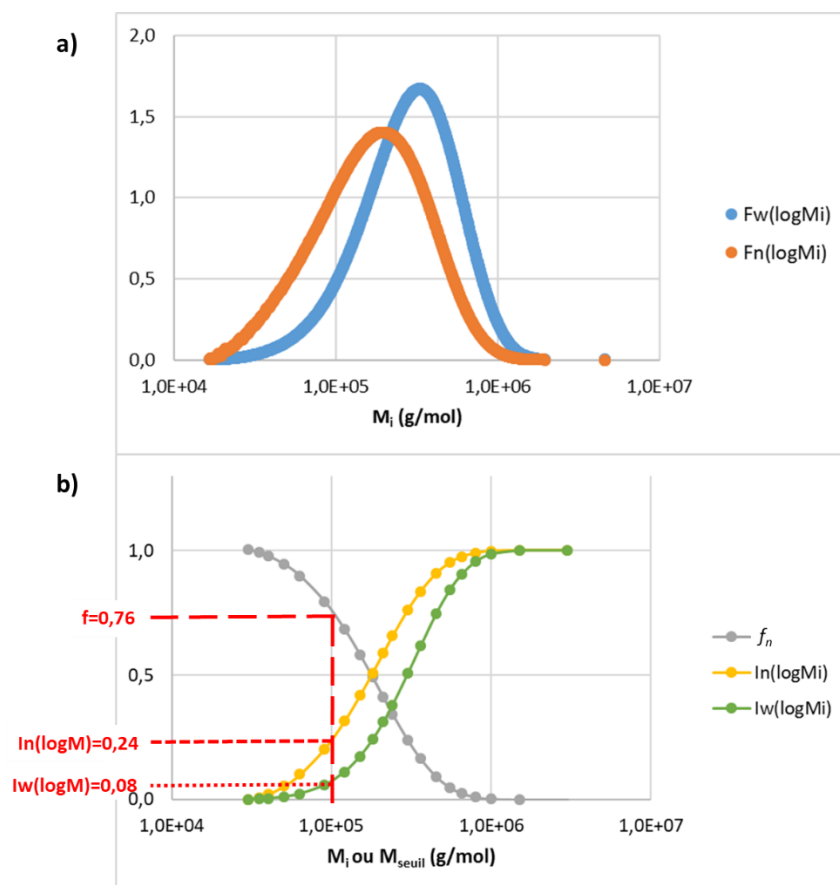 a)
2,0
1,5
1,0
0,5
0,0
1,0E+04 1,0E+05 1,0E+06 1,0E+07
Mi (g/mol)
Fw(logMi)
Fn(logMi)
b)
1,0
0,5
0,0
f=0,76
In(logM)=0,24
Iw(logM)=0,08
1,0E+04 1,0E+05 1,0E+06 1,0E+07
Mi ou Mseuil (g/mol)
fn
In(logMi)
Iw(logMi)